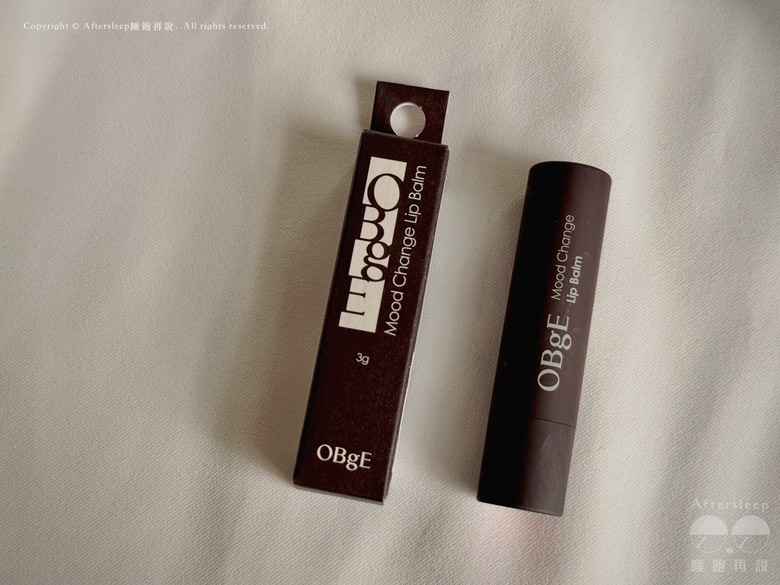 Copyright © Aftersleep睡飽再說. All rights reserved.
OBgE
Mood Change Lip Balm
3g
OBgE
OBgE
Mood Change
Lip Balm
Aftersleep
睡飽再說